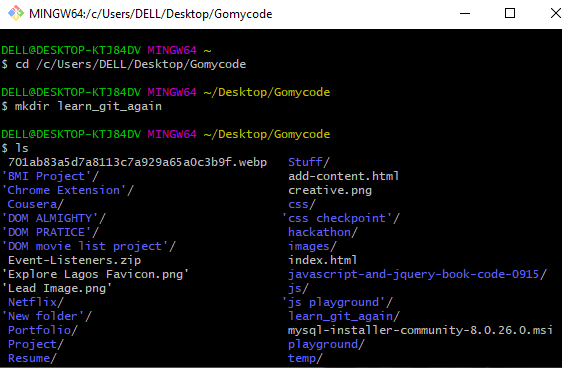 MINGW64:/c/Users/DELL/Desktop/Gomycode
DELL@DESKTOP-KTJ84DV MINGW64 ~
$ cd /c/Users/DELL/Desktop/Gomycode
DELL@DESKTOP-KTJ84DV MINGW64 ~/Desktop/Gomycode
$ mkdir learn_git_again
DELL@DESKTOP-KTJ84DV MINGW64 ~/Desktop/Gomycode
$ ls
701ab83a5d7a8113c7a929a65a0c3b9f.webp Stuff/
'BMI Project'/ add-content.html
'Chrome Extension'/ creative.png
Cousera/ css/
'DOM ALMIGHTY'/ 'css checkpoint'/
'DOM PRATICE'/ hackathon/
'DOM movie list project'/ images/
Event-Listeners.zip index.html
'Explore Lagos Favicon.png' javascript-and-jquery-book-code-0915/
'Lead Image.png' js/
Netflix/ 'js playground'/
'New folder'/ learn_git_again/
Portfolio/ mysql-installer-community-8.0.26.0.msi
Project/ playground/
Resume/ temp/